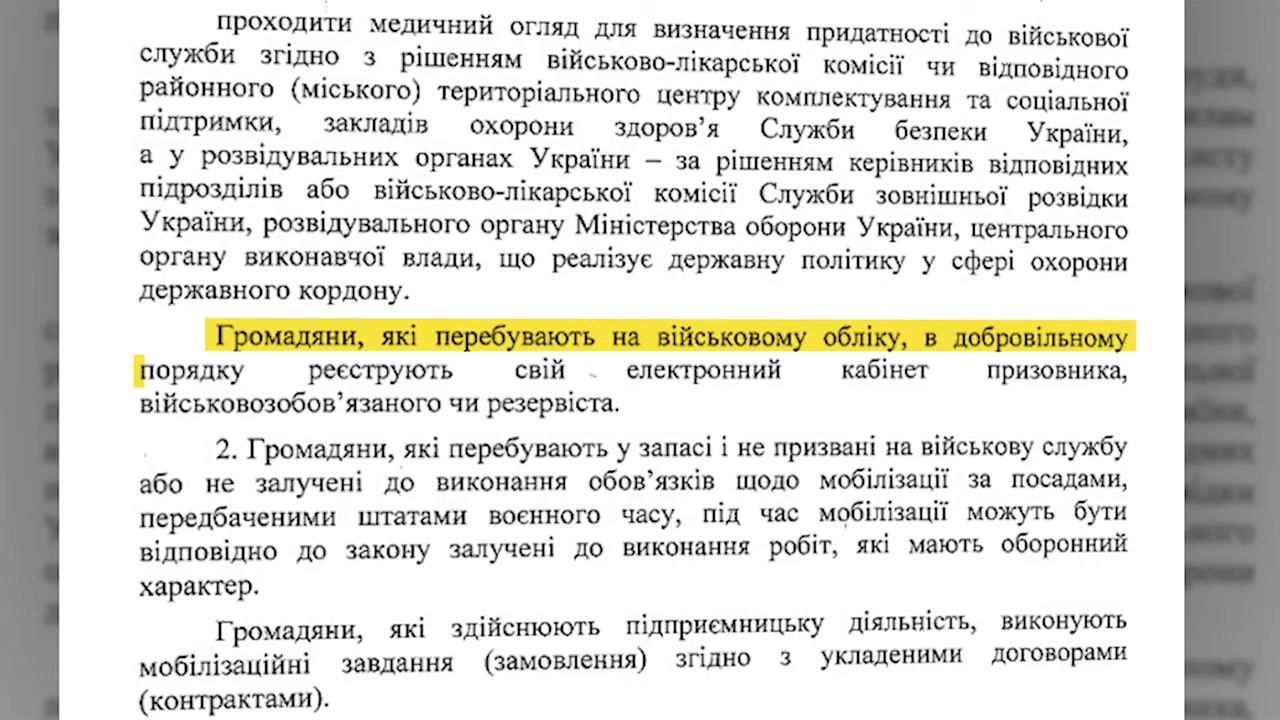 проходити медичний огляд для визначення придатності до військової
служби згідно з рішенням військово-лікарської комісії чи відповідного
районного (міського) територіального центру комплектування та соціальної
підтримки, закладів охорони здоров’я Служби безпеки України,
а у розвідувальних органах України – за рішенням керівників відповідних
підрозділів або військово-лікарської комісії Служби зовнішньої розвідки
України, розвідувального органу Міністерства оборони України, центрального
органу виконавчої влади, що реалізує державну політику у сфері охорони
державного кордону.
Громадяни, які перебувають на військовому обліку, в добровільному
порядку реєструють свій електронний кабінет призовника,
військовозобов’язаного чи резервіста.
2. Громадяни, які перебувають у запасі і не призвані на військову службу
або не залучені до виконання обов’язків щодо мобілізації за посадами,
передбаченими штатами воєнного часу, під час мобілізації можуть бути
відповідно до закону залучені до виконання робіт, які мають оборонний
характер.
Громадяни, які здійснюють підприємницьку діяльність, виконують
мобілізаційні завдання (замовлення) згідно з укладеними договорами
(контрактами).